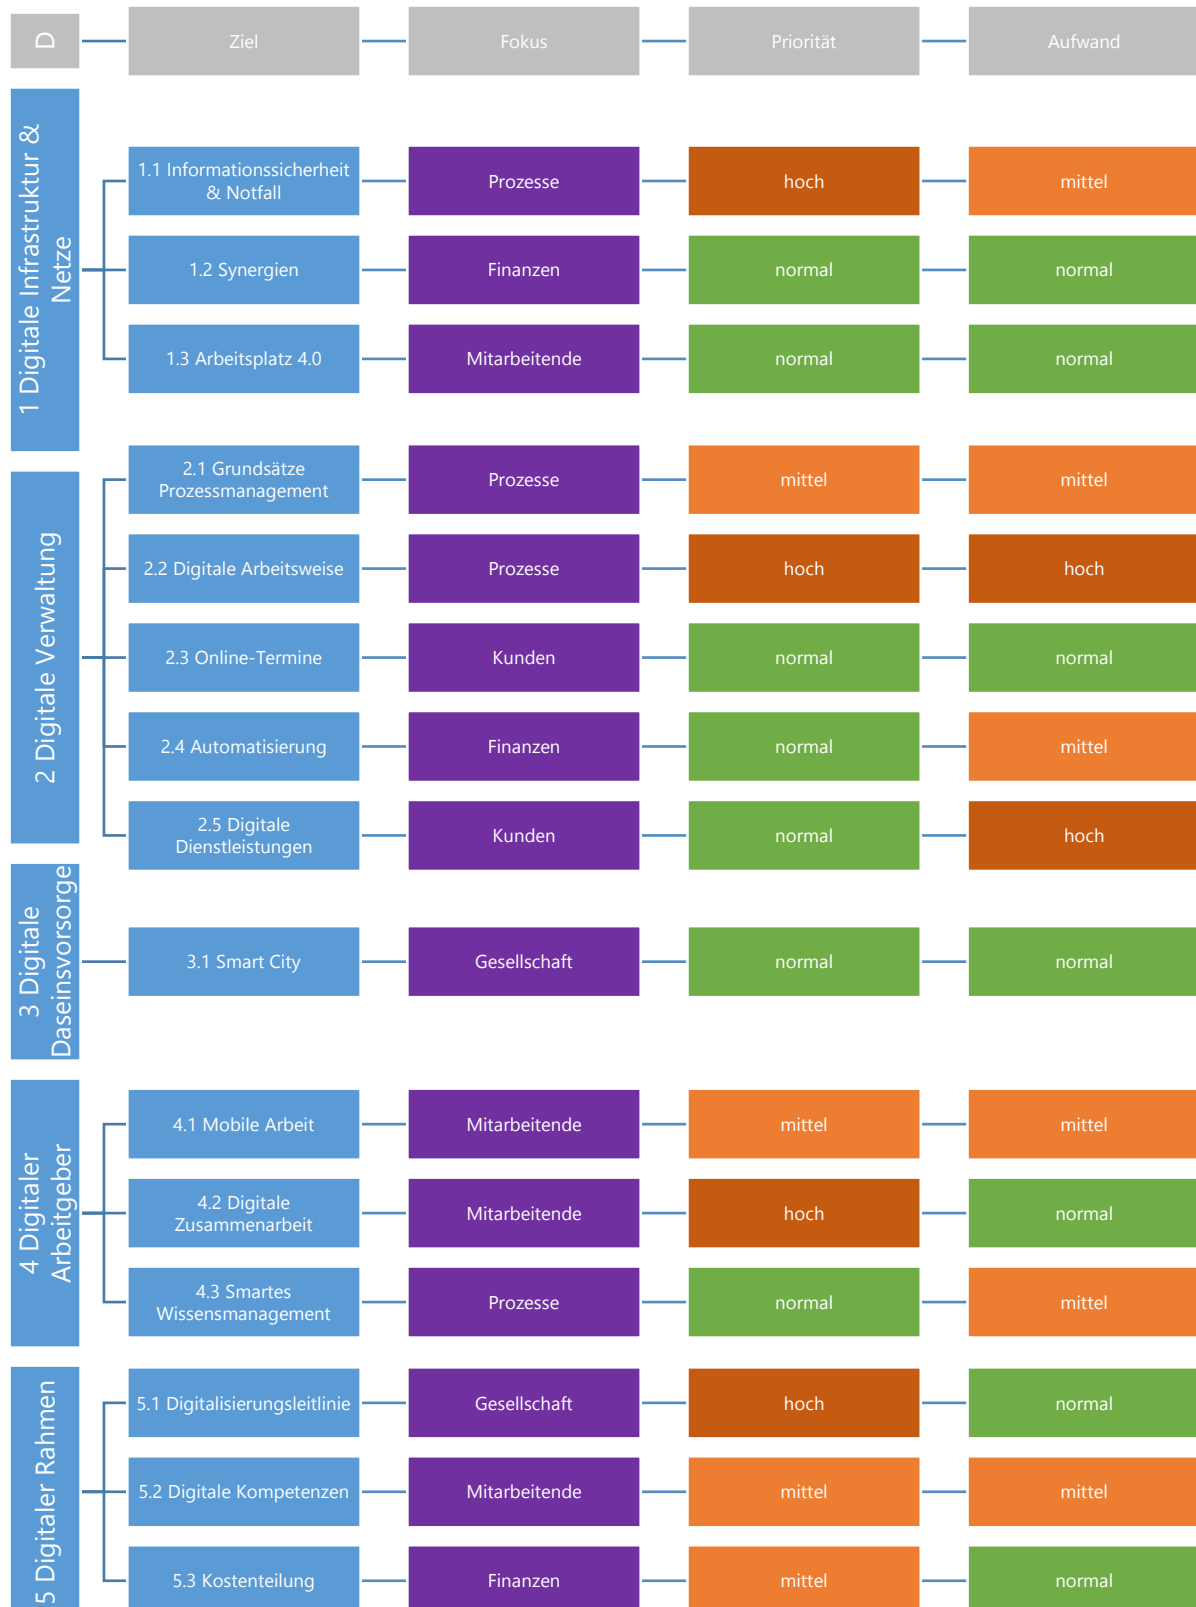 D
Ziel
Fokus
Priorität
Aufwand
1 Digitale Infrastruktur &
Netze
1.1 Informationssicherheit
& Notfall
Prozesse
hoch
mittel
1.2 Synergien
Finanzen
normal
normal
1.3 Arbeitsplatz 4.0
Mitarbeitende
normal
normal
2 Digitale Verwaltung
2.1 Grundsätze
Prozessmanagement
Prozesse
mittel
mittel
2.2 Digitale Arbeitsweise
Prozesse
hoch
hoch
2.3 Online-Termine
Kunden
normal
normal
2.4 Automatisierung
Finanzen
normal
mittel
2.5 Digitale
Dienstleistungen
Kunden
normal
hoch
3 Digitale
Daseinsvorsorge
3.1 Smart City
Gesellschaft
normal
normal
4 Digitaler
Arbeitgeber
4.1 Mobile Arbeit
Mitarbeitende
mittel
mittel
4.2 Digitale
Zusammenarbeit
Mitarbeitende
hoch
normal
4.3 Smartes
Wissensmanagement
Prozesse
normal
mittel
5 Digitaler Rahmen
5.1 Digitalisierungsleitlinie
Gesellschaft
hoch
normal
5.2 Digitale Kompetenzen
Mitarbeitende
mittel
mittel
5.3 Kostenteilung
Finanzen
mittel
normal